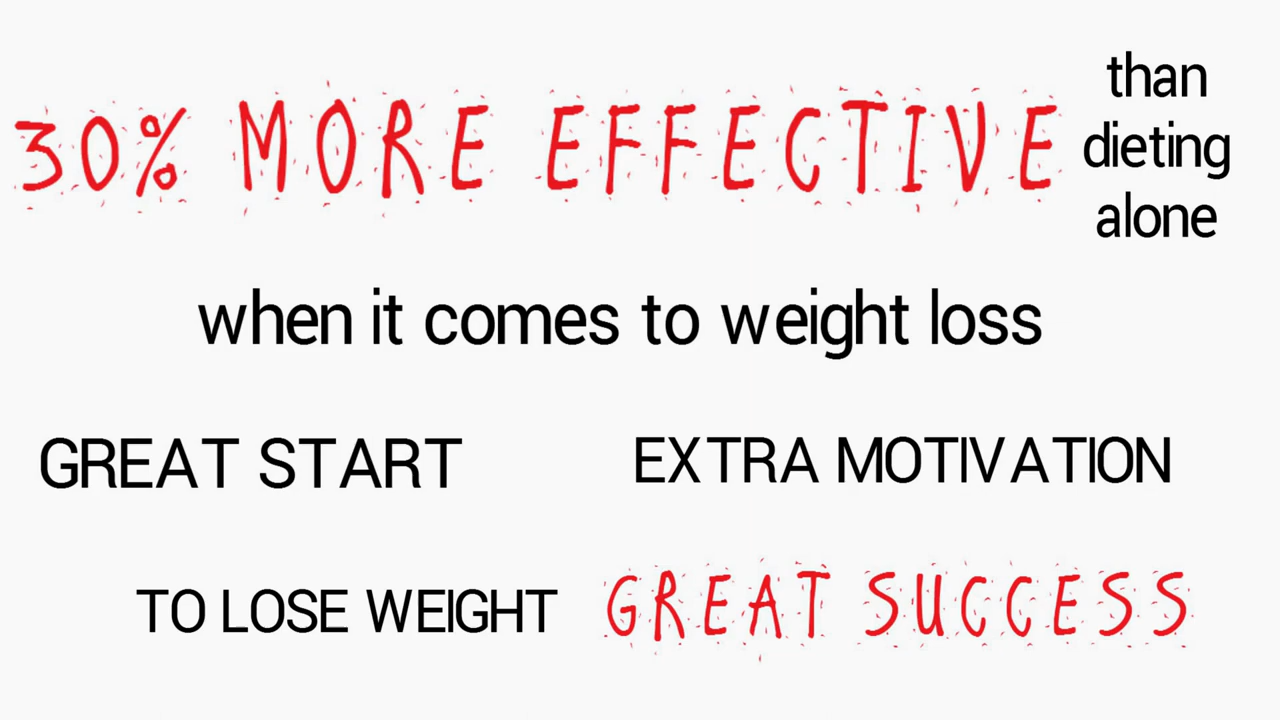 30% MORE EFFECTIVE
than
dieting
alone
when it comes to weight loss
GREAT START
EXTRA MOTIVATION
TO LOSE WEIGHT
GREAT SUCCESS